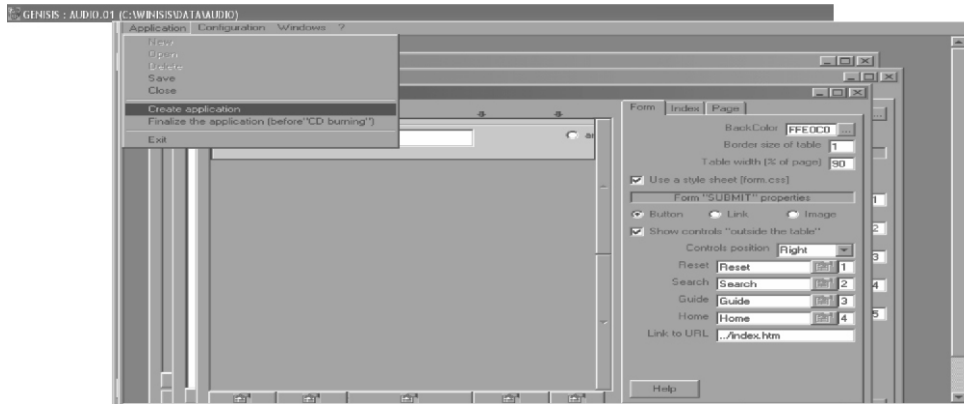 GENISIS : AUDIO.01 (C:\WINISIS\DATA\AUDIO)
Application Configuration Windows ?
New
Open
Delete
Save
Close
Create application
Finalize the application (before"CD burning")
Exit
Form Index Page
BackColor FFE0C0 ...
Border size of table 1
Table width (% of page) 90
Use a style sheet [form.css]
Form "SUBMIT" properties
Button Link Image
Show controls "outside the table"
Controls position Right
Reset Reset 1
Search Search 2
Guide Guide 3
Home Home 4
Link to URL ../index.htm
Help
...
1
2
3
4
5